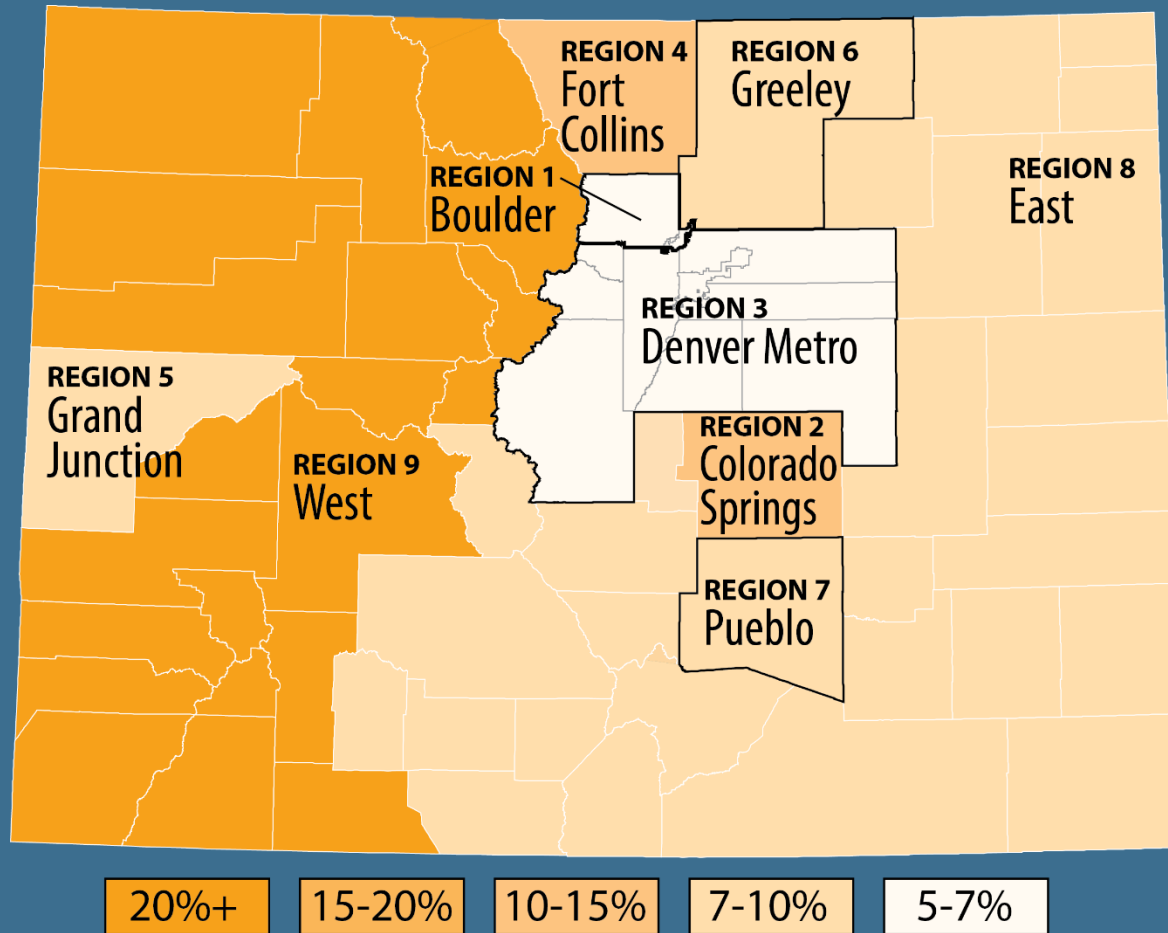 REGION 4
Fort
Collins
REGION 6
Greeley
REGION 1
Boulder
REGION 8
East
REGION 3
Denver Metro
REGION 5
Grand
Junction
REGION 2
Colorado
Springs
REGION 9
West
REGION 7
Pueblo
20%+
15-20%
10-15%
7-10%
5-7%